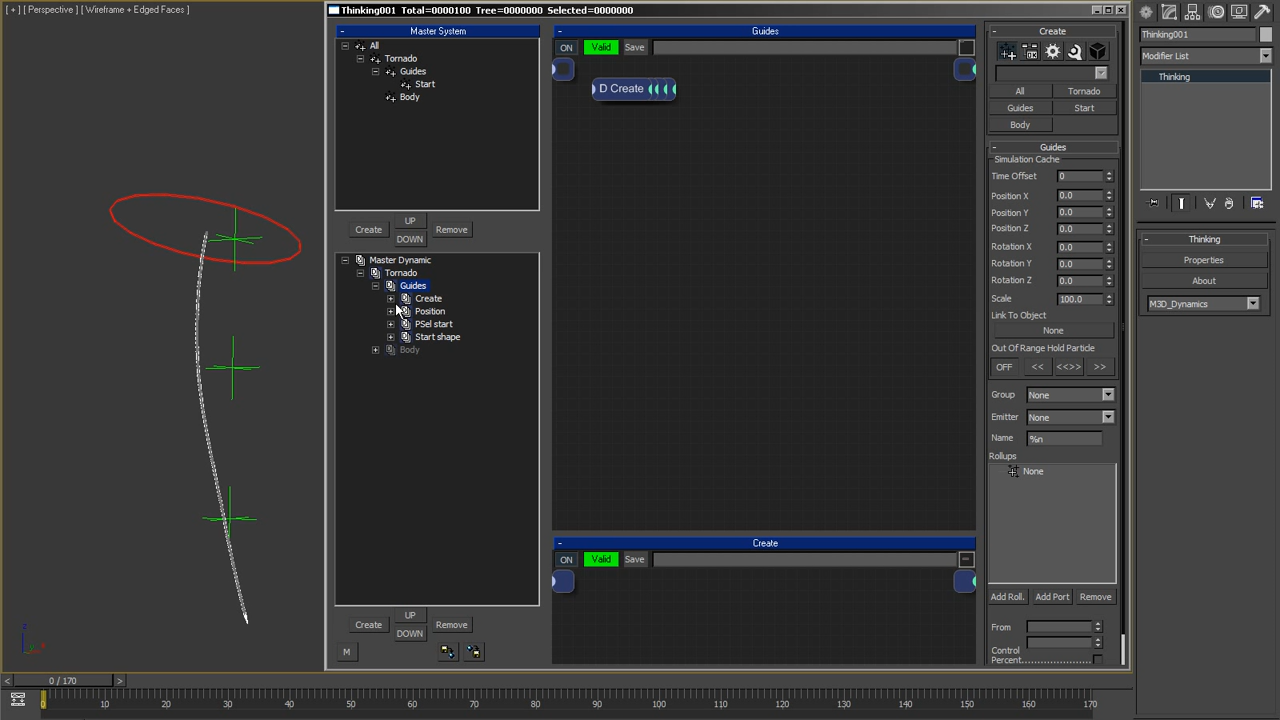 [ + ] [ Perspective ] [ Wireframe + Edged Faces ]
Thinking001 Total=0000100 Tree=0000000 Selected=0000000
Master System
All
Tornado
Guides
Start
Body
Create
UP
DOWN
Remove
Master Dynamic
Tornado
Guides
Create
Position
PSel start
Start shape
Body
Create
UP
DOWN
Remove
M
Guides
ON
Valid
Save
D Create
Create
ON
Valid
Save
Create
All
Tornado
Guides
Start
Body
Guides
Simulation Cache
Time Offset 0
Position X 0.0
Position Y 0.0
Position Z 0.0
Rotation X 0.0
Rotation Y 0.0
Rotation Z 0.0
Scale 100.0
Link To Object
None
Out Of Range Hold Particle
OFF << <<>> >>
Group None
Emitter None
Name %n
Rollups
None
Add Roll. Add Port Remove
From
Control
Percent
Thinking001
Modifier List
Thinking
Thinking
Properties
About
M3D_Dynamics
z
< 0 / 170 >
0 10 20 30 40 50 60 70 80 90 100 110 120 130 140 150 160 170